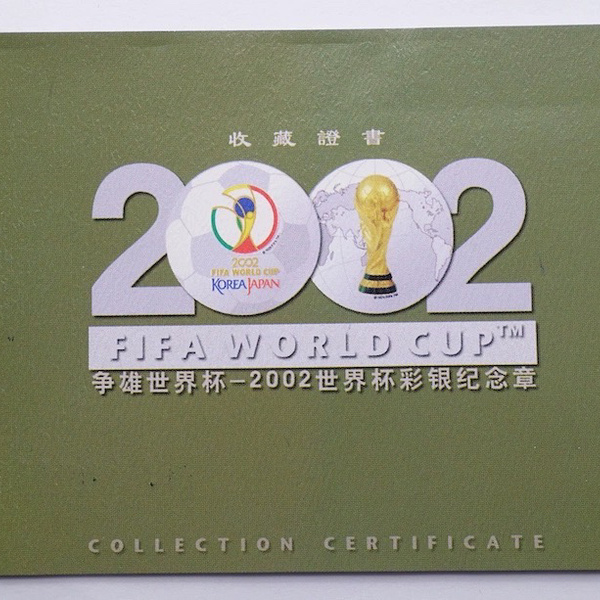 收藏證書
2002
2002
FIFA WORLD CUP
KOREA JAPAN
FIFA WORLD CUP™
争雄世界杯–2002世界杯彩银纪念章
COLLECTION CERTIFICATE